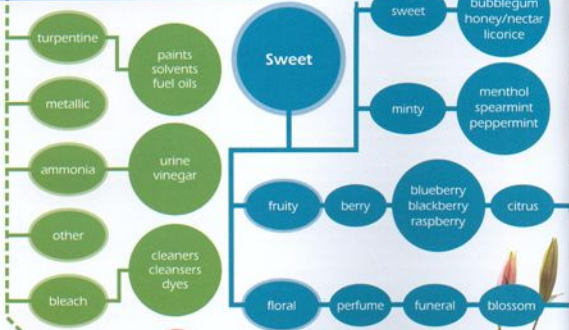 turpentine
paints
solvents
fuel oils
metallic
ammonia
urine
vinegar
other
bleach
cleaners
cleansers
dyes
Sweet
sweet
bubblegum
honey/nectar
licorice
minty
menthol
spearmint
peppermint
fruity
berry
blueberry
blackberry
raspberry
citrus
floral
perfume
funeral
blossom